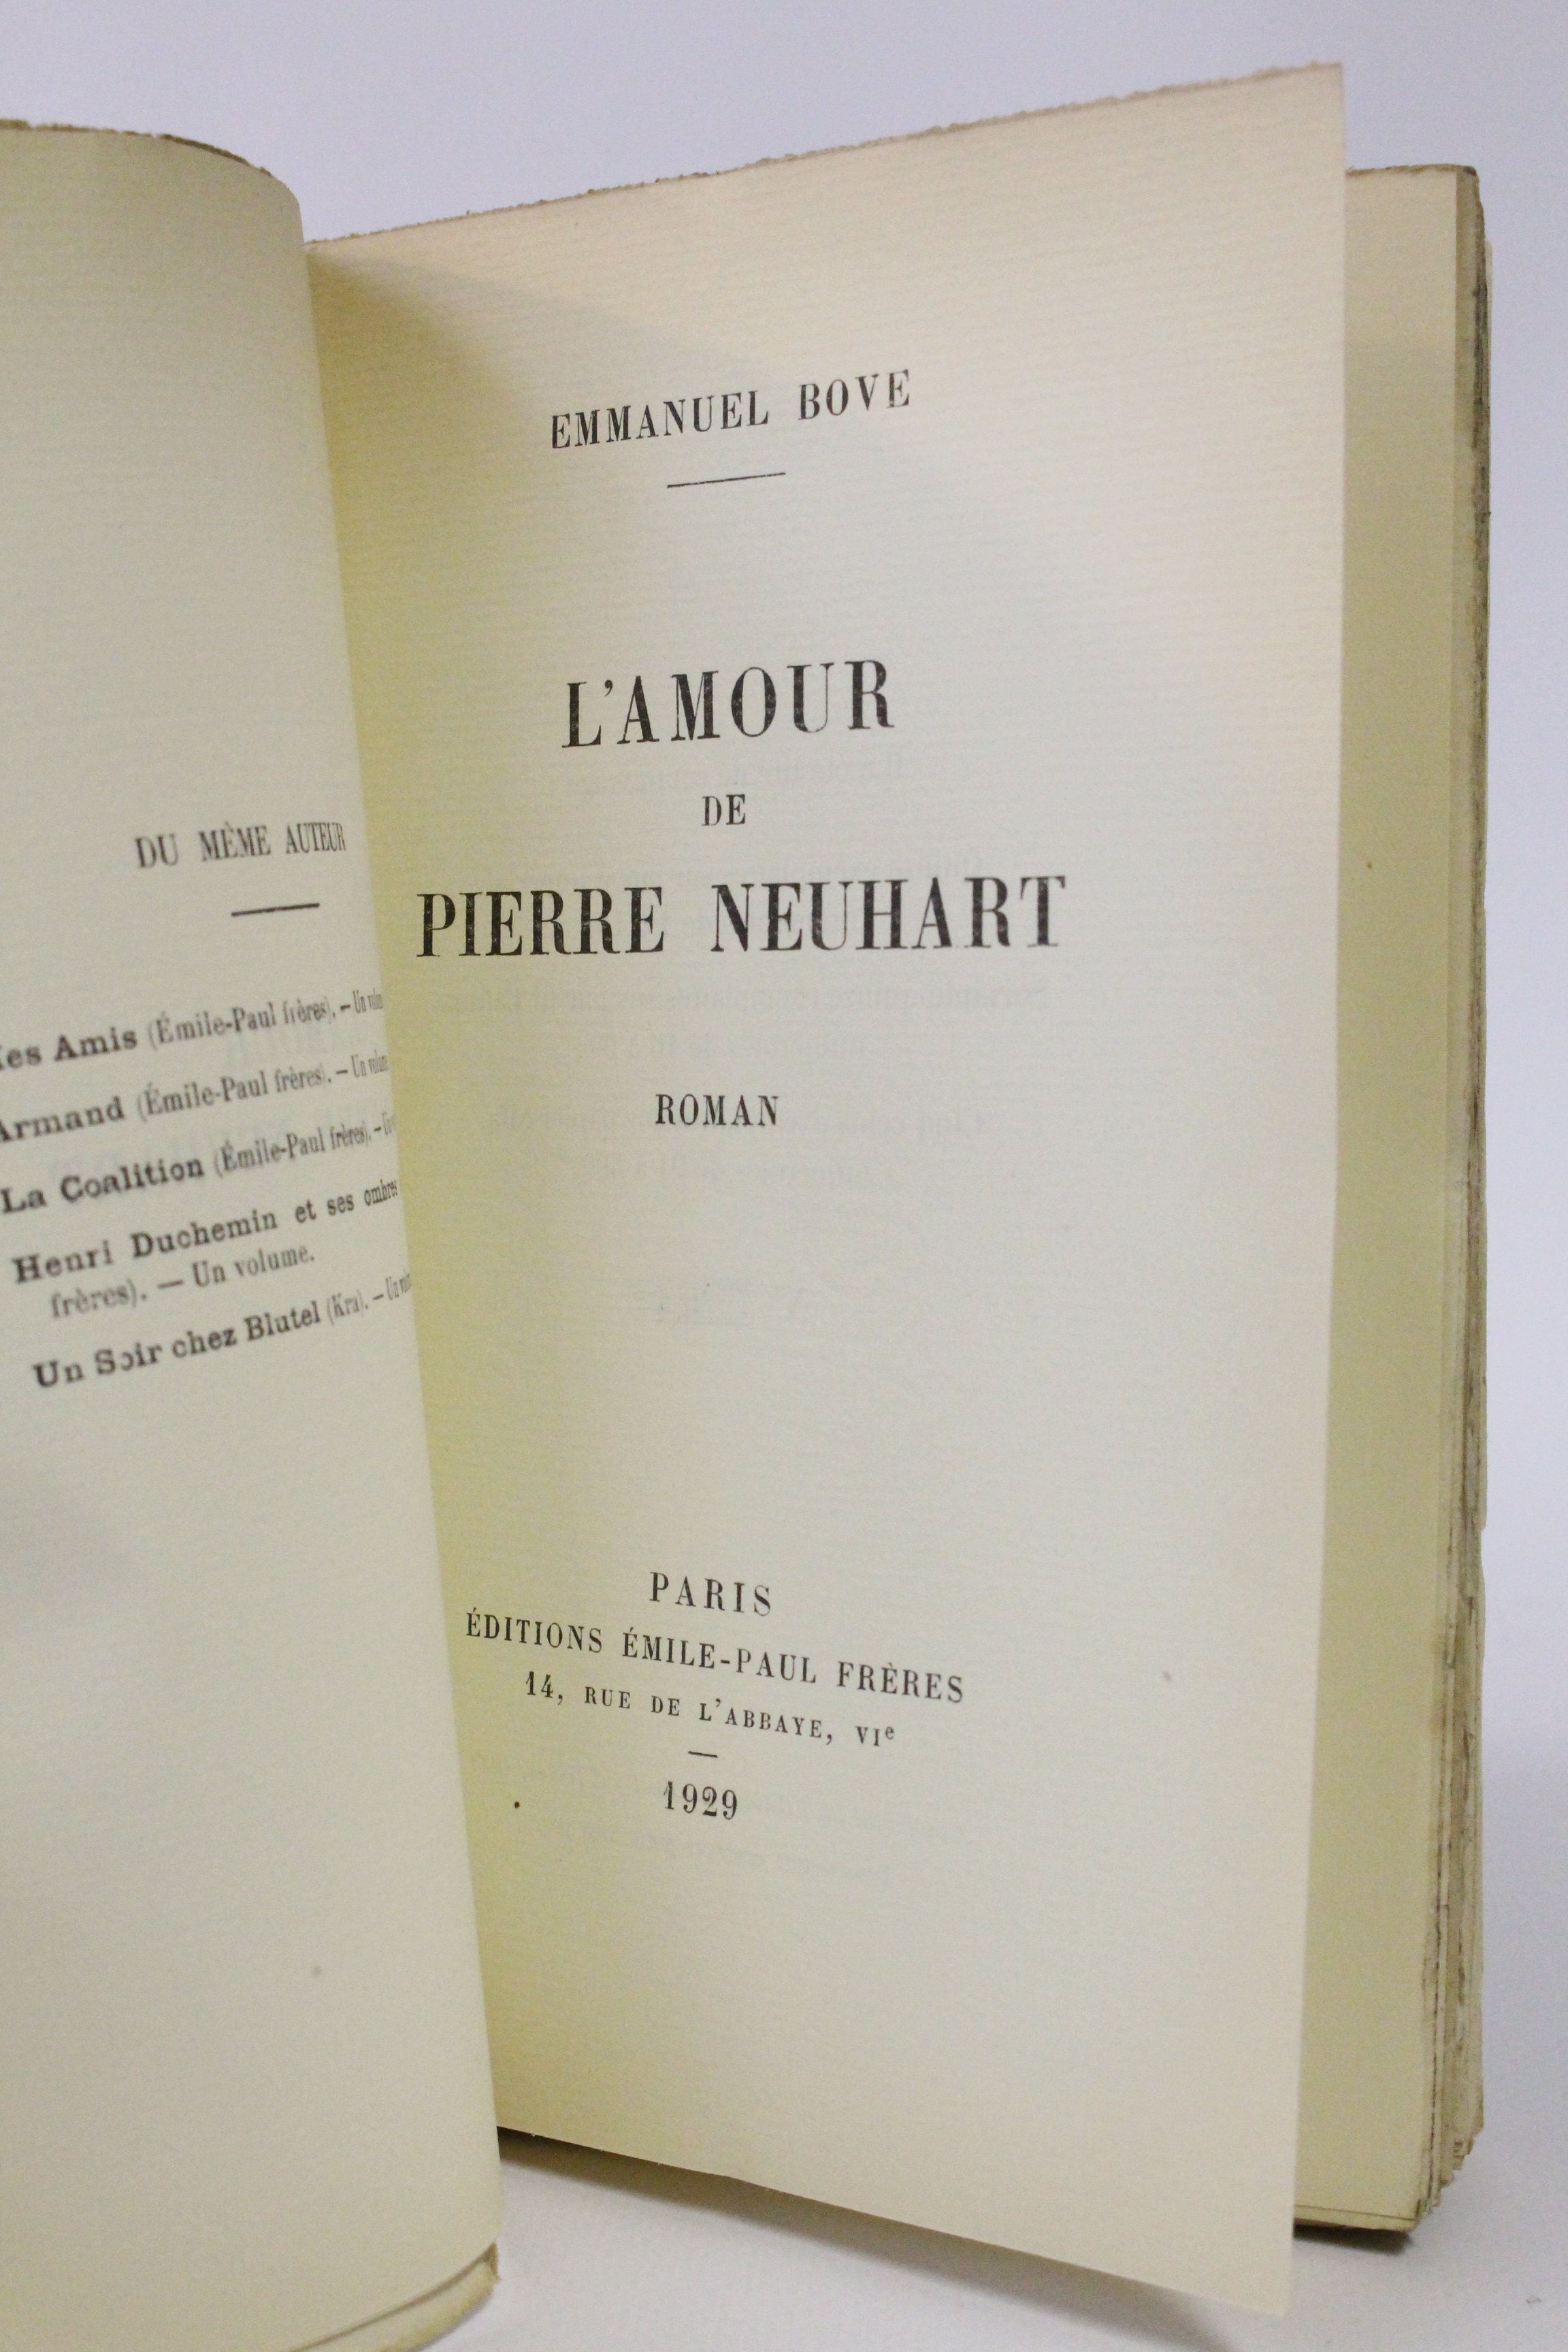 DU MÊME AUTEUR
es Amis (Émile-Paul frères). — Un
Armand (Émile-Paul frères). — Un
La Coalition (Émile-Paul frères). —
Henri Duchemin et ses ombres
frères). — Un volume.
Un Soir chez Blutel (Kra). — Un
EMMANUEL BOVE
L'AMOUR
DE
PIERRE NEUHART
ROMAN
PARIS
ÉDITIONS ÉMILE-PAUL FRÈRES
14, RUE DE L'ABBAYE, VIe
1929